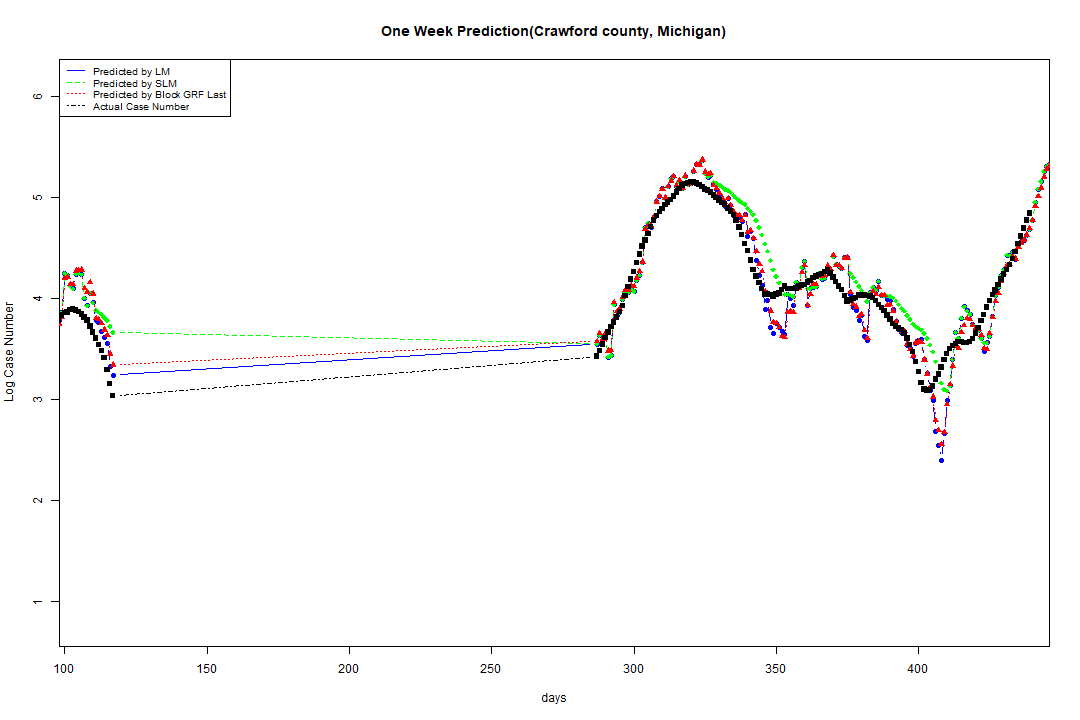 One Week Prediction(Crawford county, Michigan)
Predicted by LM
Predicted by SLM
Predicted by Block GRF Last
Actual Case Number
6
5
4
3
2
1
Log Case Number
100 150 200 250 300 350 400
days